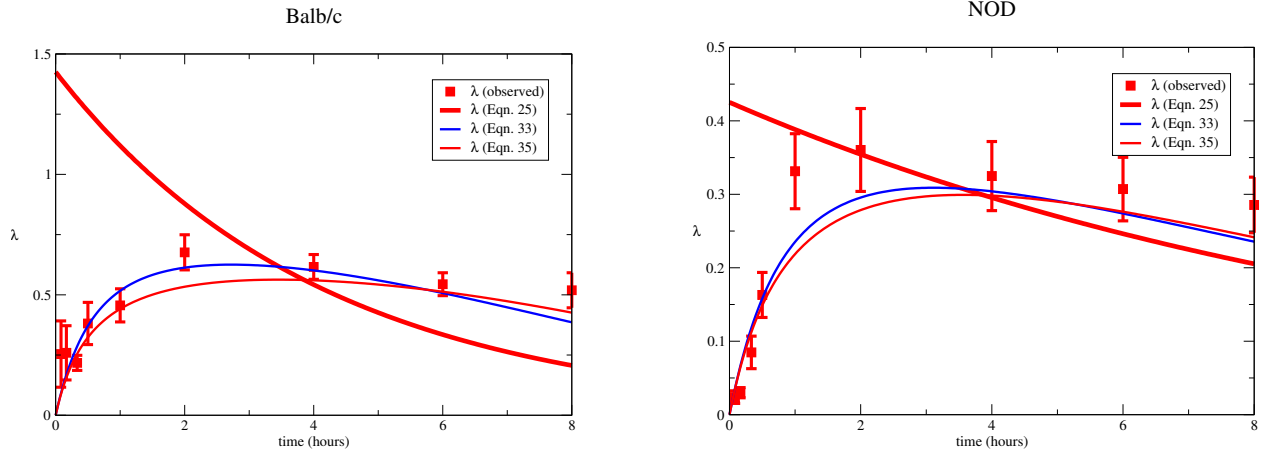 Balb/c
1.5
1
λ
0.5
0
0
2
4
6
8
time (hours)
λ (observed)
λ (Eqn. 25)
λ (Eqn. 33)
λ (Eqn. 35)
NOD
0.5
0.4
0.3
λ
0.2
0.1
0
0
2
4
6
8
time (hours)
λ (observed)
λ (Eqn. 25)
λ (Eqn. 33)
λ (Eqn. 35)